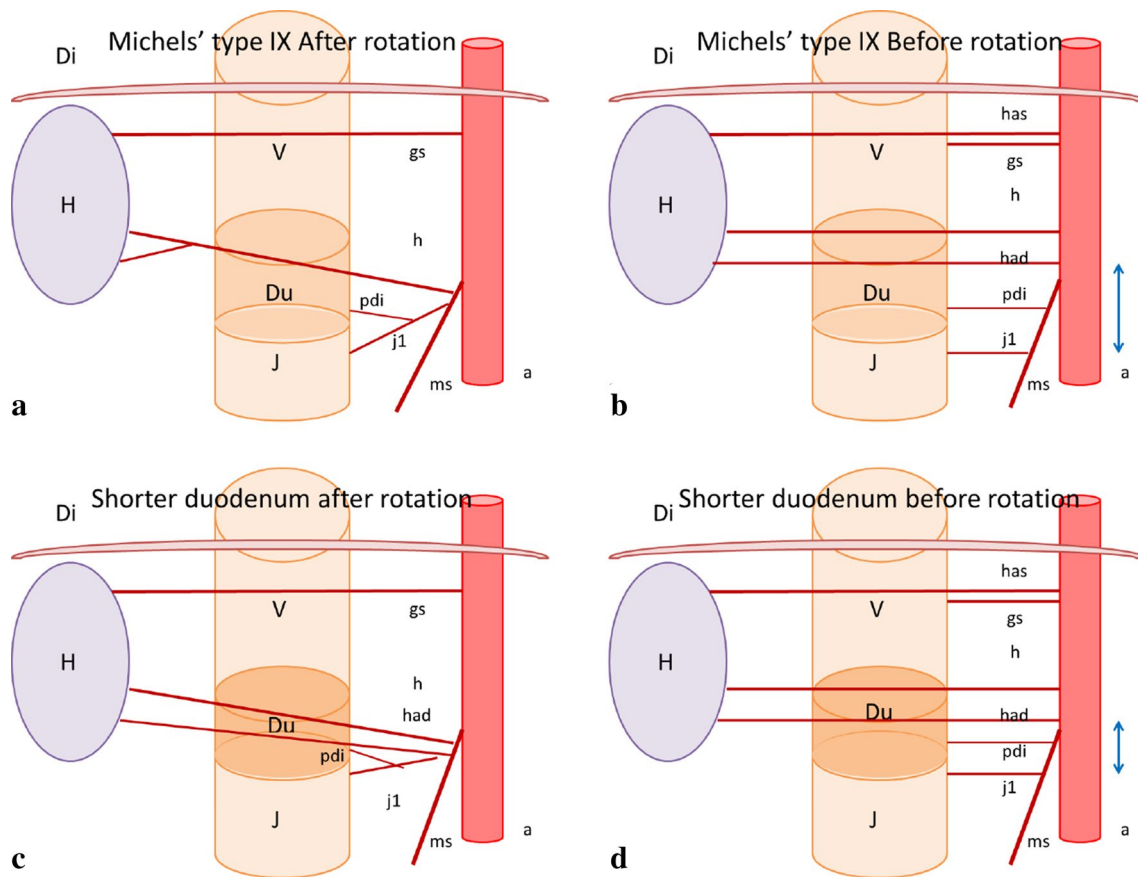 Michels' type IX After rotation
Di
V
gs
H
h
Du
pdi
j1
J
ms
a
a
Michels' type IX Before rotation
Di
has
V
gs
h
H
had
Du
pdi
j1
J
ms
a
b
Shorter duodenum after rotation
Di
V
gs
H
h
had
Du
pdi
j1
J
ms
a
c
Shorter duodenum before rotation
Di
has
V
gs
h
H
Du
had
pdi
j1
J
ms
a
d